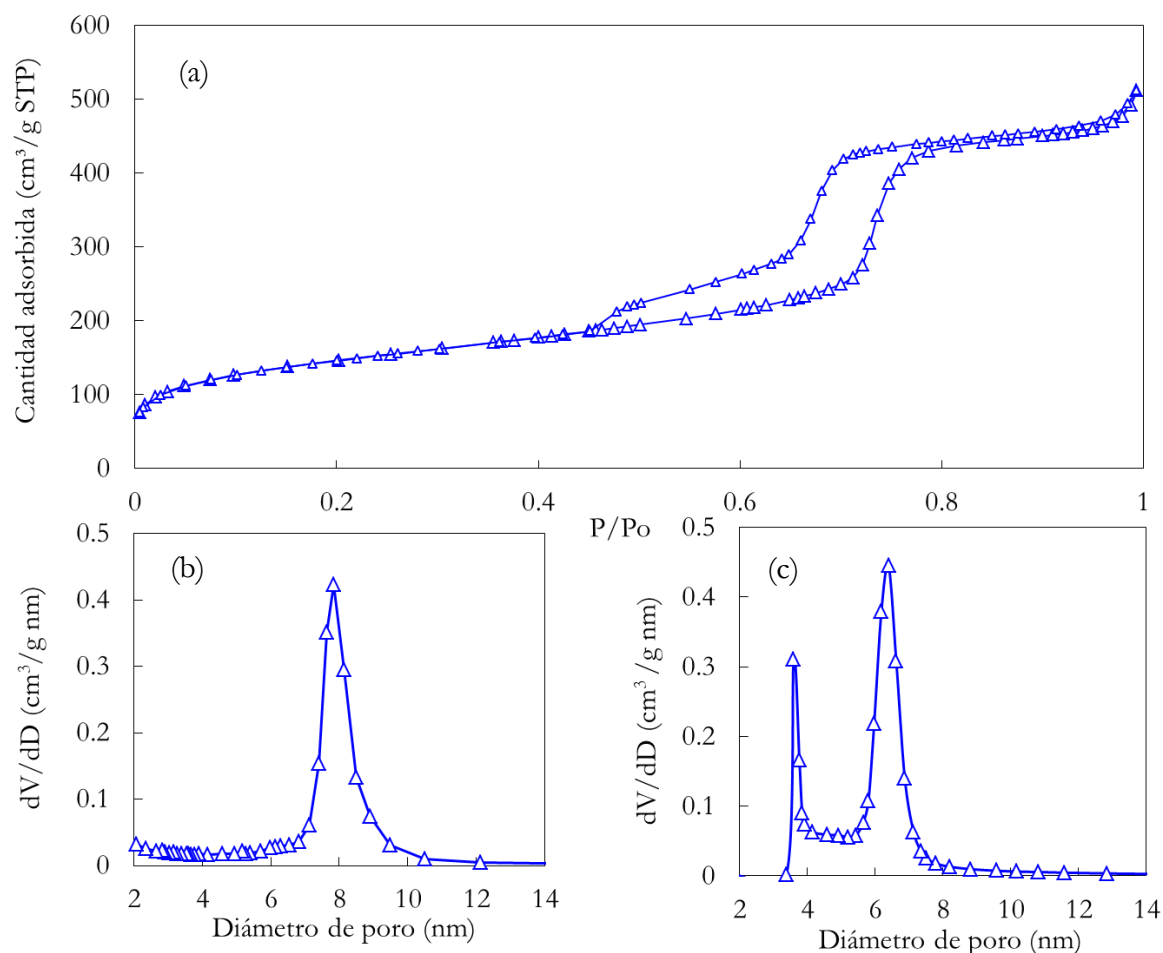 (a)
Cantidad adsorbida (cm³/g STP)
600
500
400
300
200
100
0
0 0.2 0.4 0.6 0.8 1
P/Po
(b)
dV/dD (cm³/g nm)
0.5
0.4
0.3
0.2
0.1
0
2 4 6 8 10 12 14
Diámetro de poro (nm)
(c)
dV/dD (cm³/g nm)
0.5
0.4
0.3
0.2
0.1
0
2 4 6 8 10 12 14
Diámetro de poro (nm)